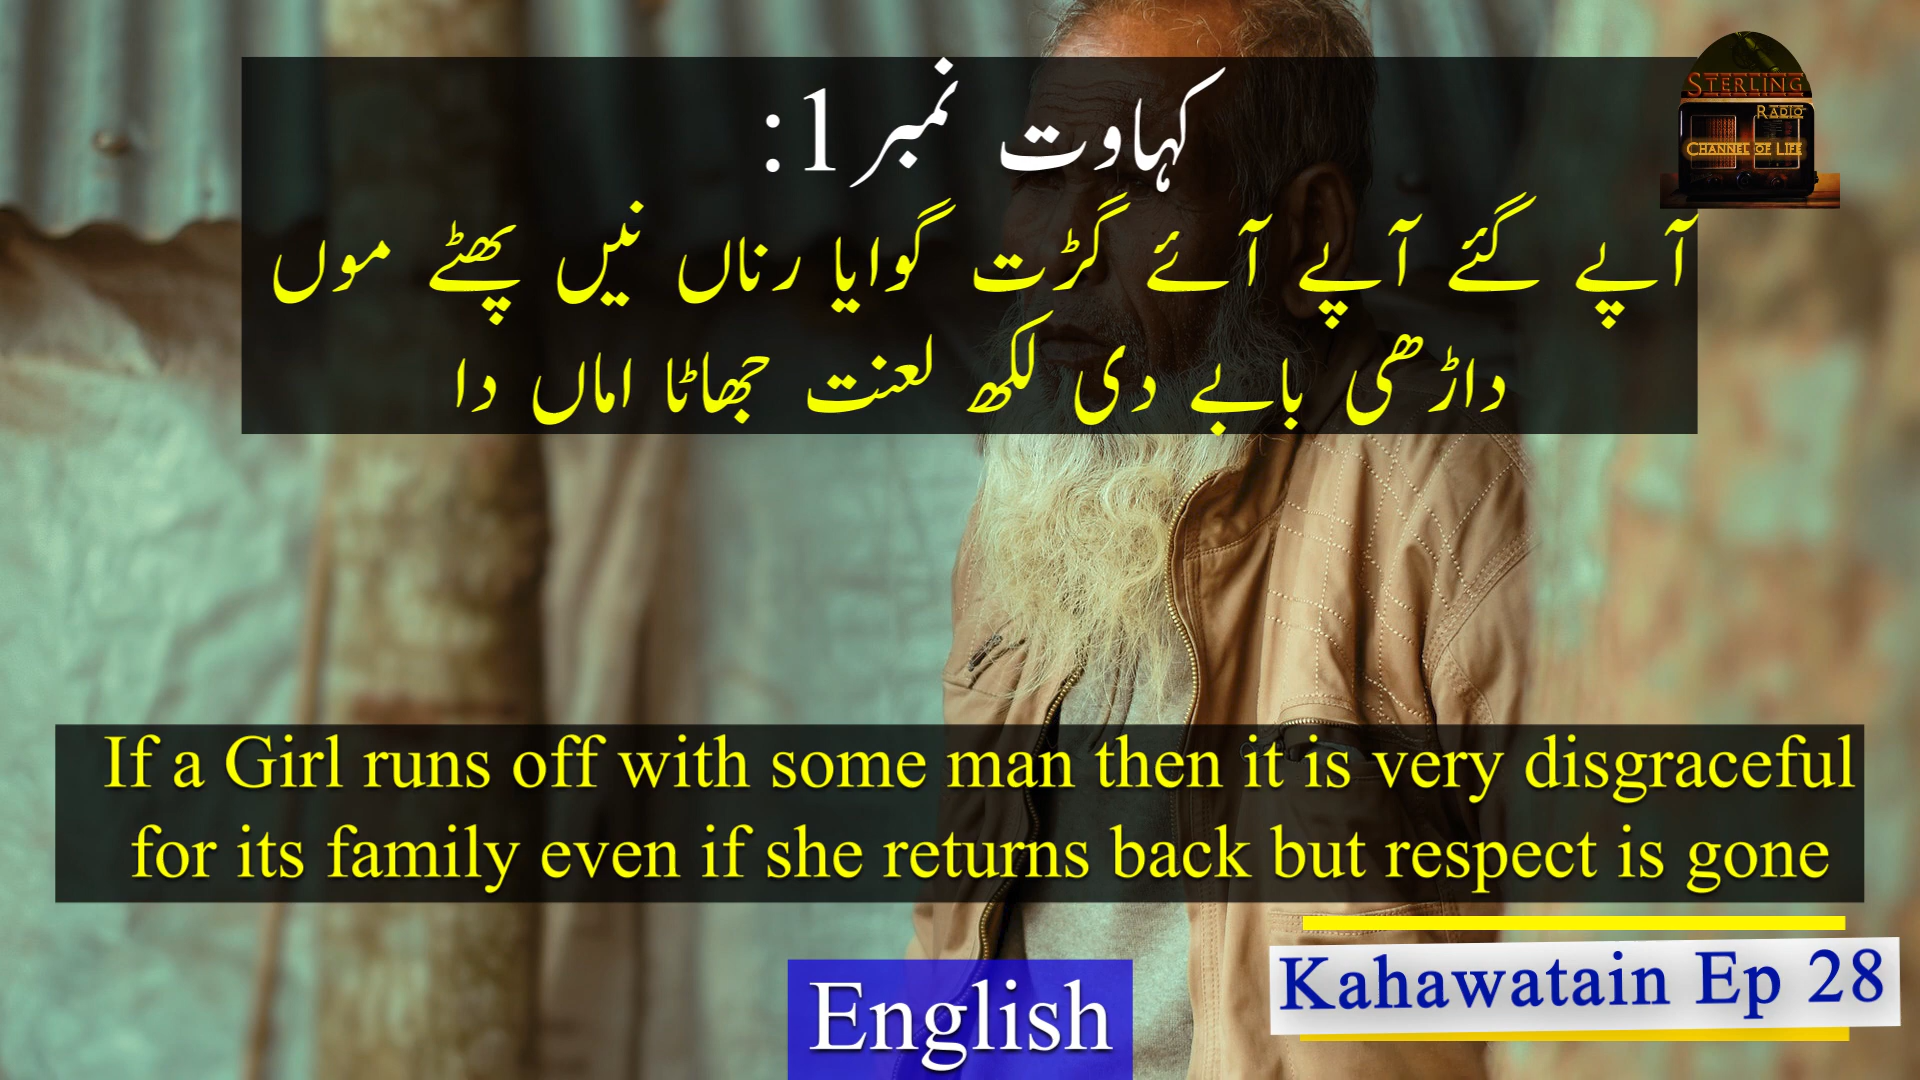 Sterling
Radio
Channel of Life
کہاوت نمبر1:
آپے گئے آپے آئے گڑت گوایا رناں نیں پھٹے موں
داڑھی بابے دی لکھ لعنت جھاٹا اماں دا
If a Girl runs off with some man then it is very disgraceful
for its family even if she returns back but respect is gone
Kahawatain Ep 28
English